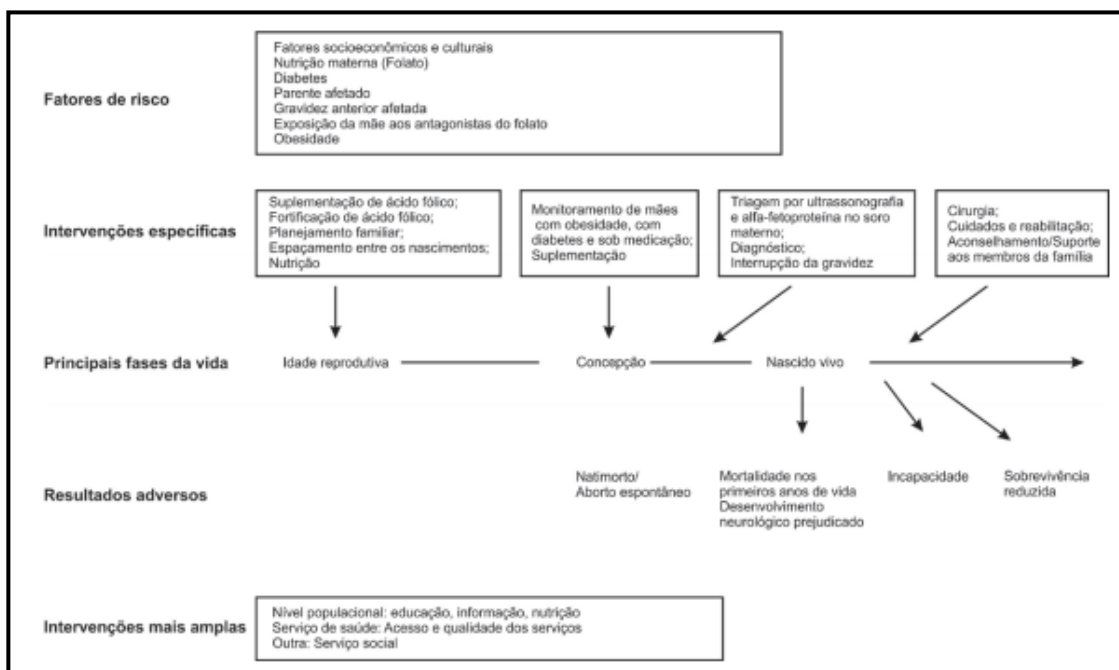 Fatores de risco
Fatores socioeconômicos e culturais
Nutrição materna (Folato)
Diabetes
Parente afetado
Gravidez anterior afetada
Exposição da mãe aos antagonistas do folato
Obesidade
Intervenções específicas
Suplementação de ácido fólico;
Fortificação de ácido fólico;
Planejamento familiar;
Espaçamento entre os nascimentos;
Nutrição
Monitoramento de mães
com obesidade, com
diabetes e sob medicação;
Suplementação
Triagem por ultrassonografia
e alfa-fetoproteína no soro
materno;
Diagnóstico;
Interrupção da gravidez
Cirurgia;
Cuidados e reabilitação;
Aconselhamento/Suporte
aos membros da família
Principais fases da vida
Idade reprodutiva
Concepção
Nascido vivo
Resultados adversos
Natimorto/
Aborto espontâneo
Mortalidade nos
primeiros anos de vida
Desenvolvimento
neurológico prejudicado
Incapacidade
Sobrevivência
reduzida
Intervenções mais amplas
Nível populacional: educação, informação, nutrição
Serviço de saúde: Acesso e qualidade dos serviços
Outra: Serviço social